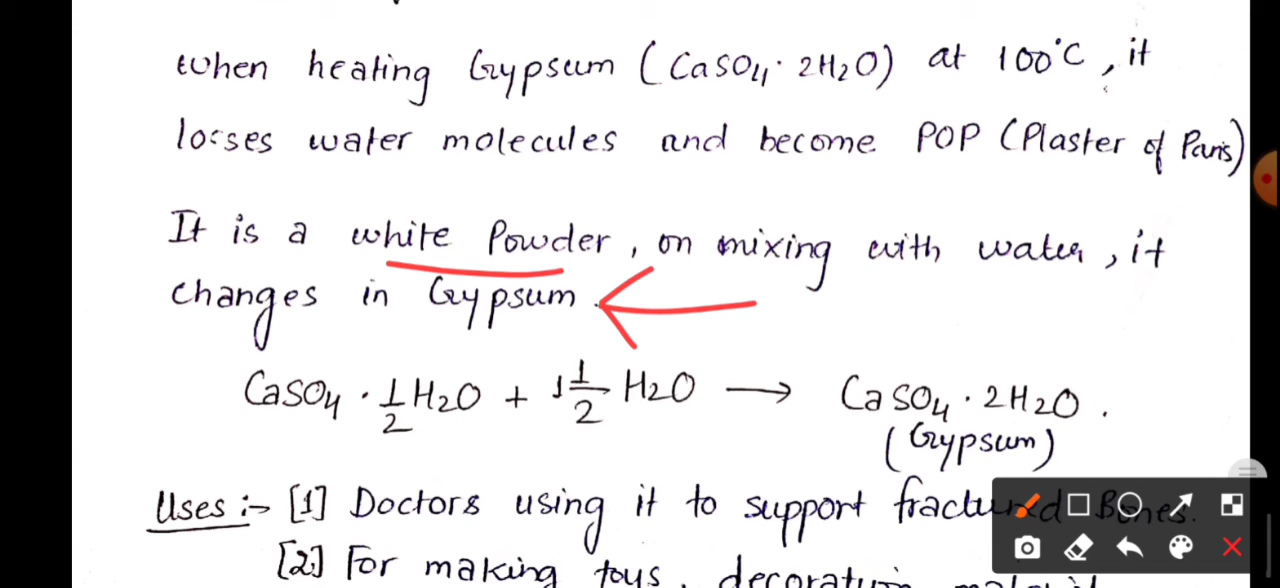 when heating Gypsum (CaSO4· 2H2O) at 100°C, it
losses water molecules and become POP (Plaster of Paris)
It is a white Powder, on mixing with water, it
changes in Gypsum.
CaSO4 · 1/2 H2O + 1 1/2 H2O → CaSO4 · 2H2O .
(Gypsum)
Uses :- [1] Doctors using it to support fractured Bones.
[2] For making toys, decorative